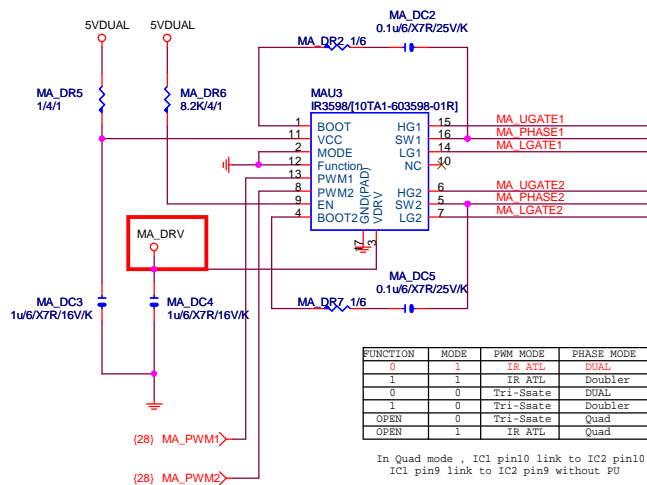 MA_DC2
5VDUAL 5VDUAL 0.1u/6/X7R/25V/K
MA_DR2 1/6
MA_DR5 MA_DR6 MAU3
1/4/1 8.2K/4/1 IR3598/[10TA1-603598-01R]
1 BOOT HG1 15 MA_UGATE1
11 VCC SW1 16 MA_PHASE1
2 MODE LG1 14 MA_LGATE1
12 Function NC 10
13 PWM1
8 PWM2 HG2 6 MA_UGATE2
9 EN SW2 5 MA_PHASE2
4 BOOT2 LG2 7 MA_LGATE2
GND(PAD) VDRV
17 3
MA_DRV
MA_DC5
MA_DC3 MA_DC4 MA_DR7 1/6 0.1u/6/X7R/25V/K
1u/6/X7R/16V/K 1u/6/X7R/16V/K
FUNCTION MODE PWM MODE PHASE MODE
0 1 IR ATL DUAL
1 1 IR ATL Doubler
0 0 Tri-Ssate DUAL
1 0 Tri-Ssate Doubler
OPEN 0 Tri-Ssate Quad
OPEN 1 IR ATL Quad
{28} MA_PWM1
{28} MA_PWM2
In Quad mode , IC1 pin10 link to IC2 pin10
IC1 pin9 link to IC2 pin9 without PU